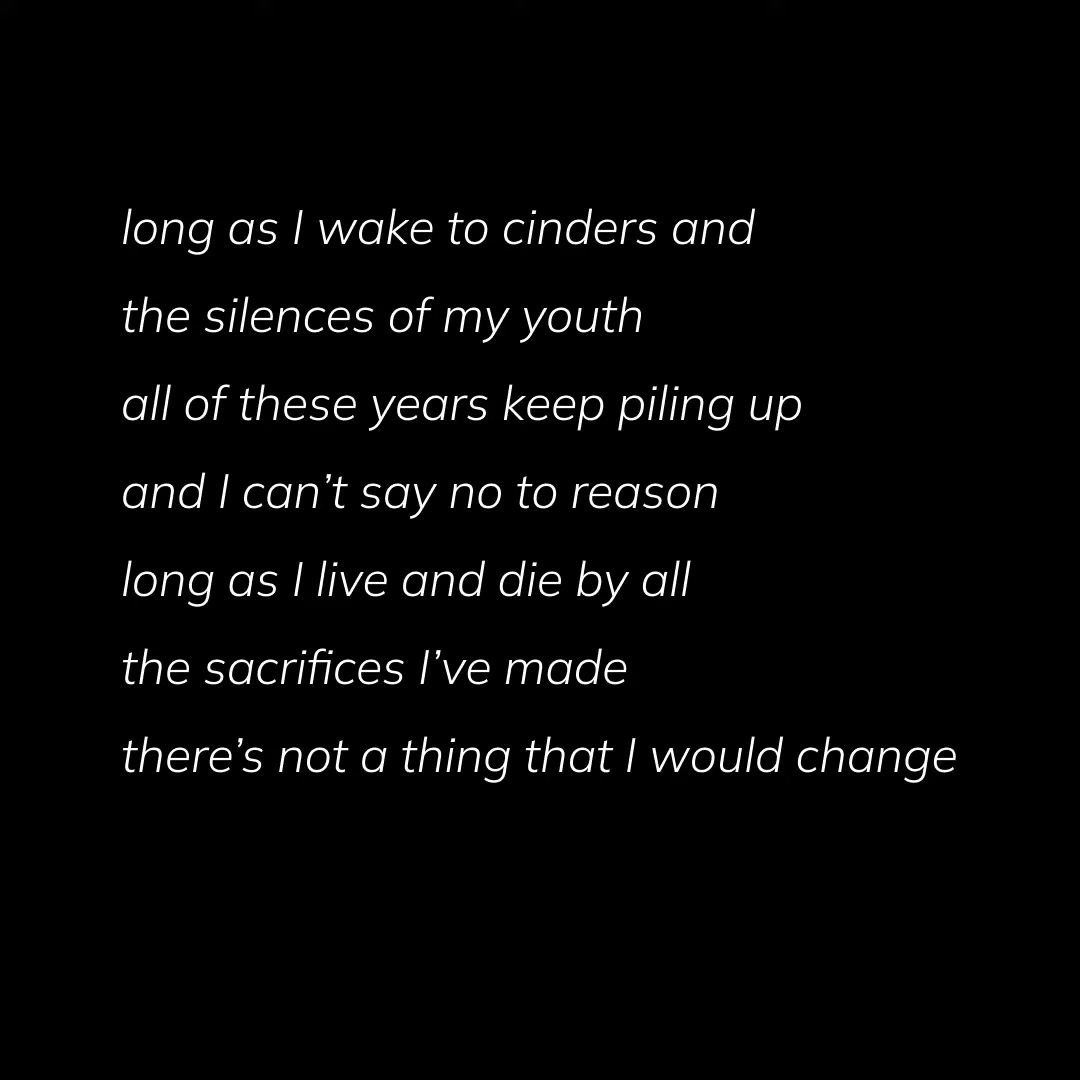 long as I wake to cinders and
the silences of my youth
all of these years keep piling up
and I can’t say no to reason
long as I live and die by all
the sacrifices I’ve made
there’s not a thing that I would change